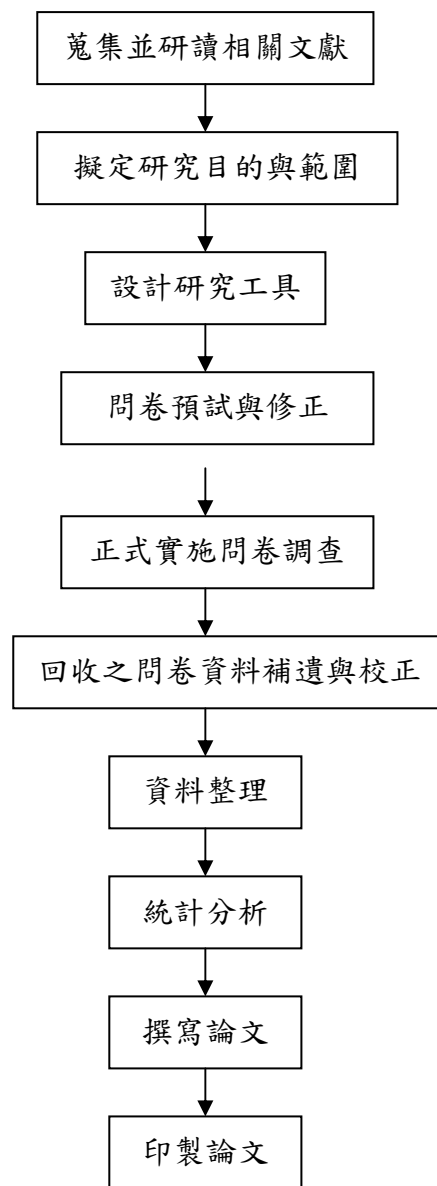 蒐集並研讀相關文獻
擬定研究目的與範圍
設計研究工具
問卷預試與修正
正式實施問卷調查
回收之問卷資料補遺與校正
資料整理
統計分析
撰寫論文
印製論文